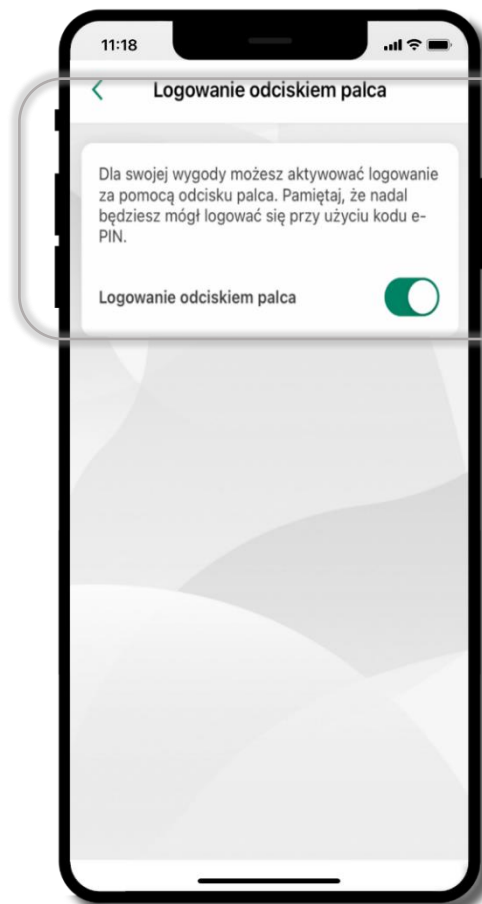 11:18
Logowanie odciskiem palca
Dla swojej wygody możesz aktywować logowanie
za pomocą odcisku palca. Pamiętaj, że nadal
będziesz mógł logować się przy użyciu kodu e-
PIN.
Logowanie odciskiem palca